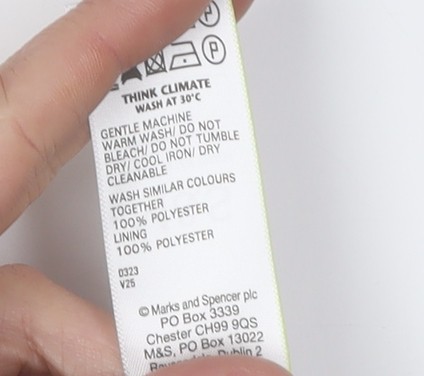 P
P
THINK CLIMATE
WASH AT 30°C
GENTLE MACHINE
WARM WASH/ DO NOT
BLEACH/ DO NOT TUMBLE
DRY/ COOL IRON/ DRY
CLEANABLE
WASH SIMILAR COLOURS
TOGETHER
100% POLYESTER
LINING
100% POLYESTER
0323
V25
© Marks and Spencer plc
PO Box 3339
Chester CH99 9QS
M&S, PO Box 13022
Dublin 2